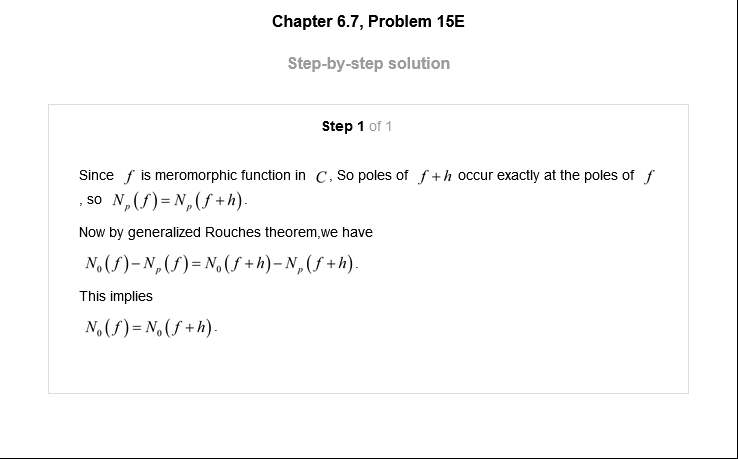 Chapter 6.7, Problem 15E
Step-by-step solution
Step 1 of 1
Since f is meromorphic function in C, So poles of f + h occur exactly at the poles of f
, so N_p(f) = N_p(f + h).
Now by generalized Rouches theorem,we have
N_0(f) − N_p(f) = N_0(f + h) − N_p(f + h).
This implies
N_0(f) = N_0(f + h).